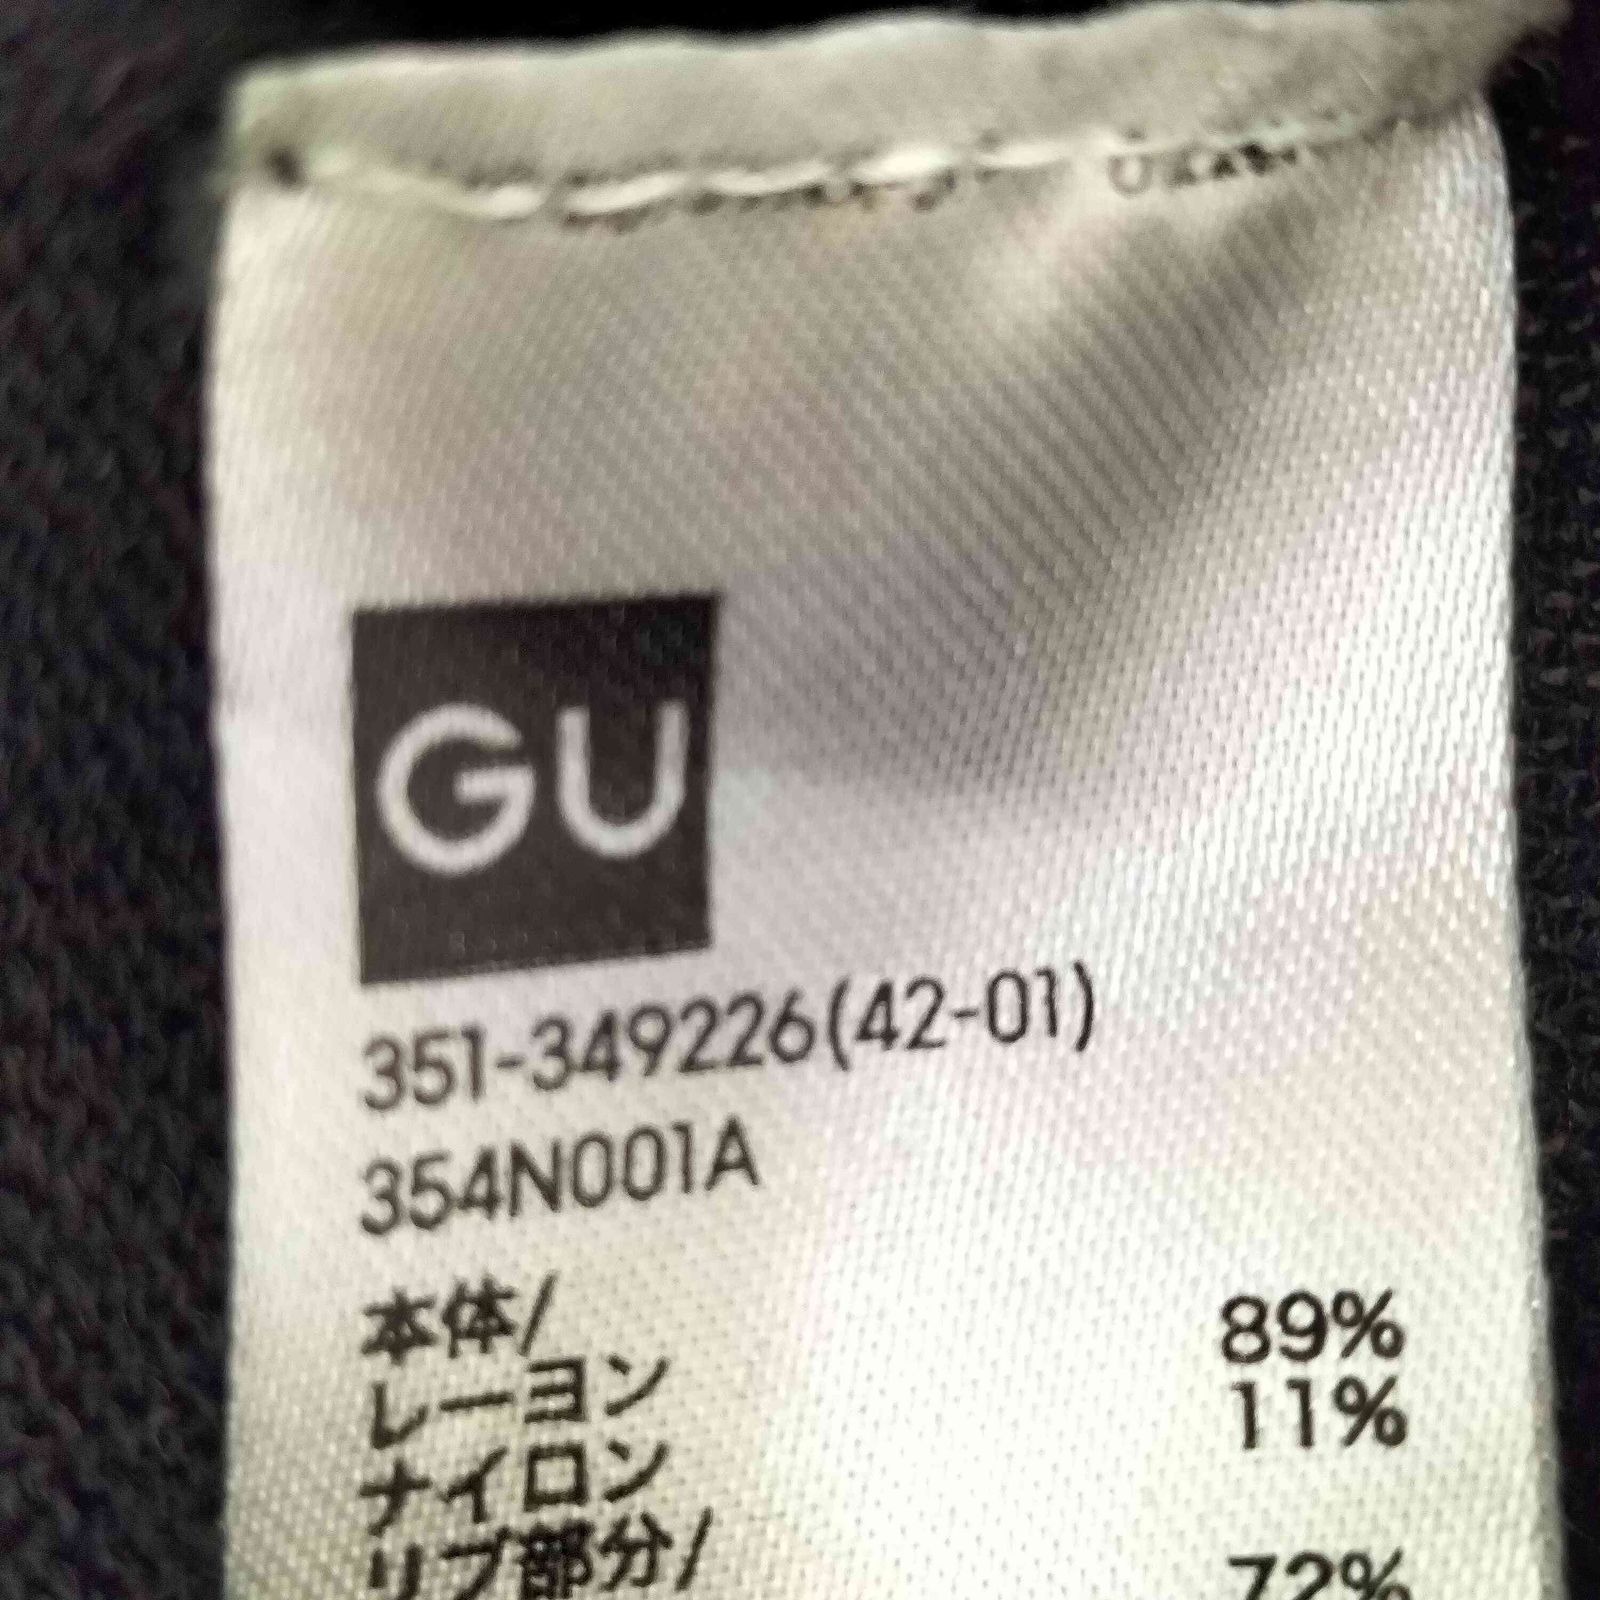 GU
351-349226(42-01)
354N001A
本体/
レーヨン 89%
ナイロン 11%
リブ部分/
72%